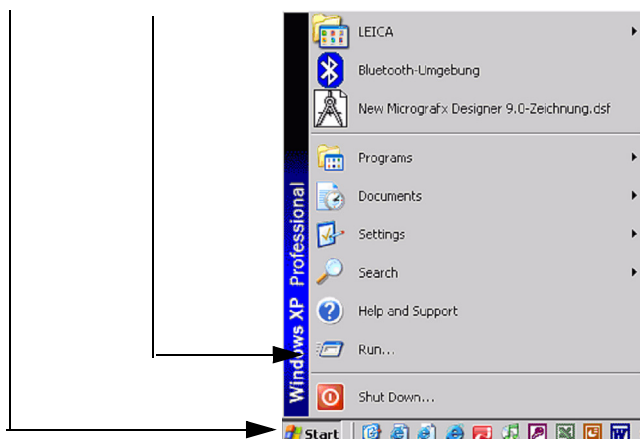 LEICA
Bluetooth-Umgebung
New Micrografx Designer 9.0-Zeichnung.dsf
Programs
Documents
Settings
Search
Help and Support
Run...
Shut Down...
Windows XP Professional
Start